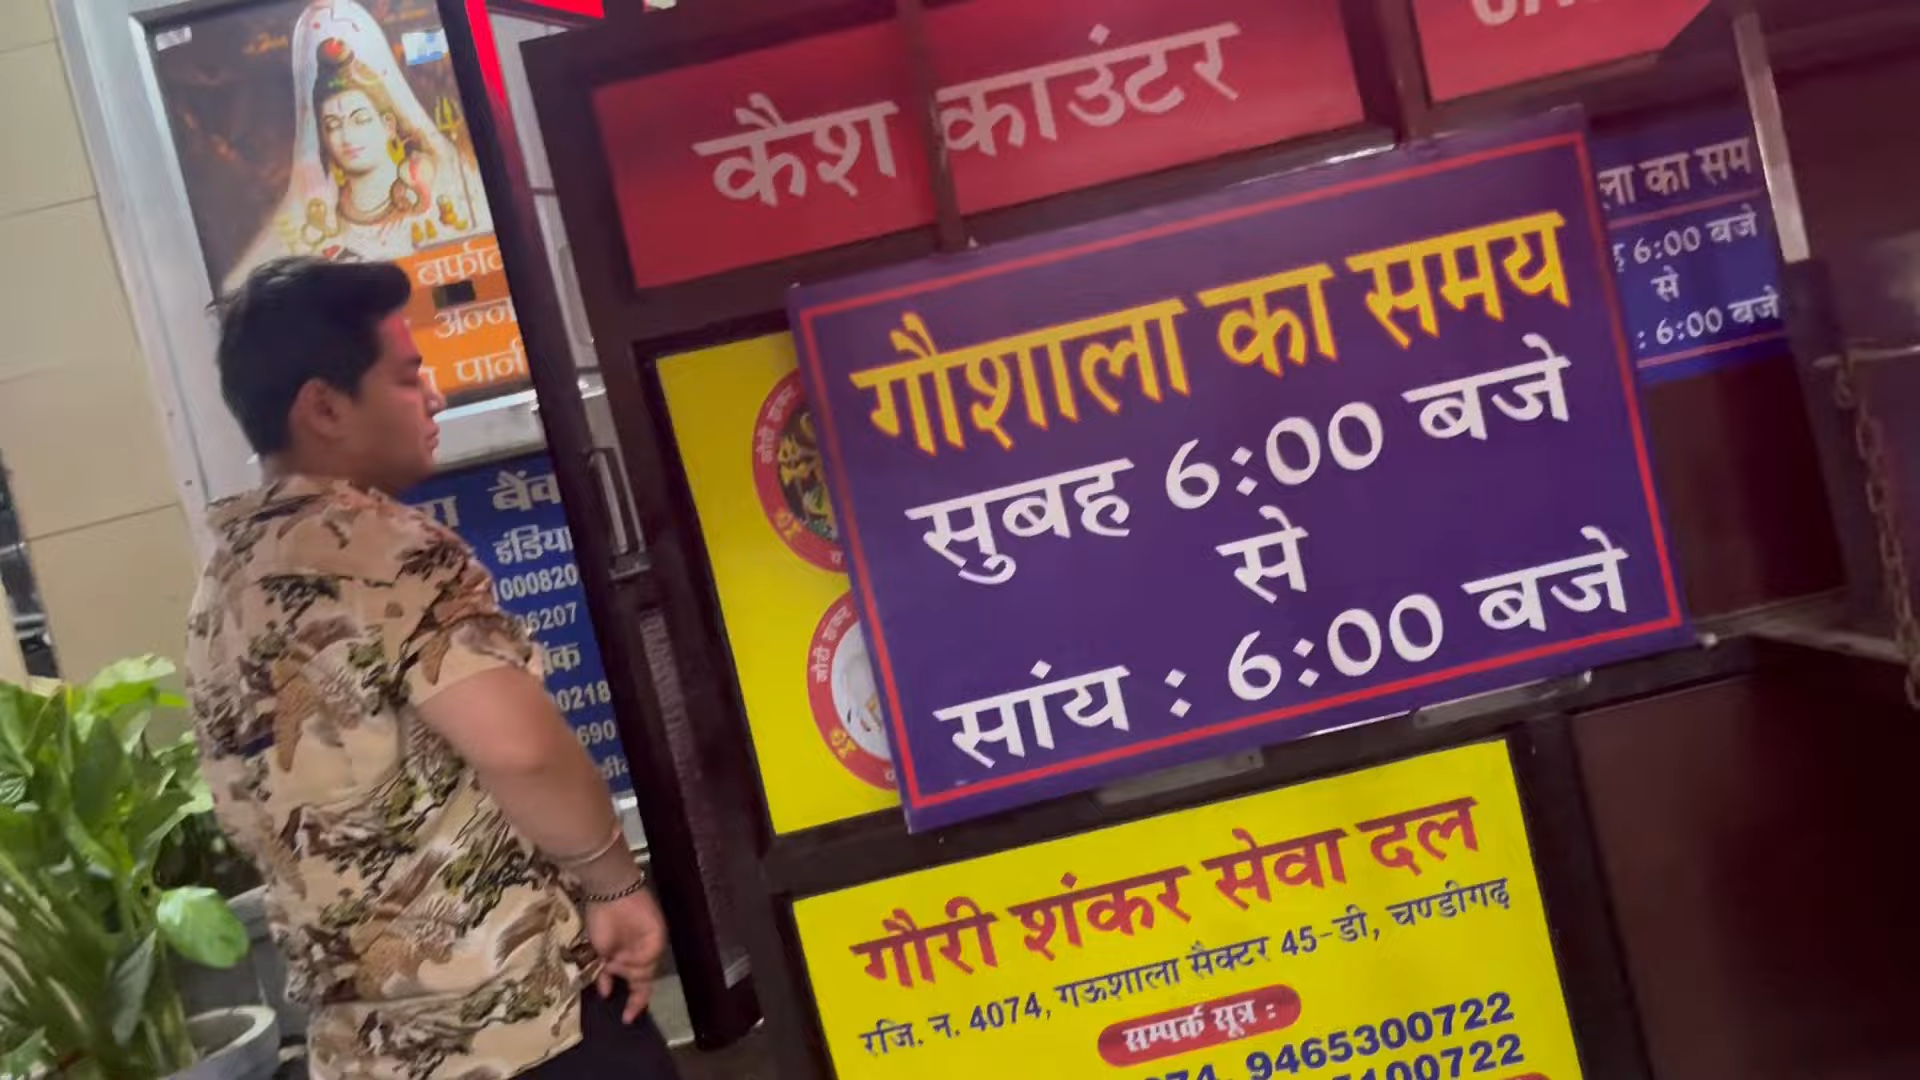 कैश काउंटर
गौशाला का समय
सुबह 6:00 बजे
से
सांय : 6:00 बजे
का सम
6:00 बजे
से
: 6:00 बजे
अन्न
बैंक
इंडिया
गौरी शंकर सेवा दल
रजि. न. 4074, गऊशाला सैक्टर 45-डी, चण्डीगढ़
सम्पर्क सूत्र :
9465300722